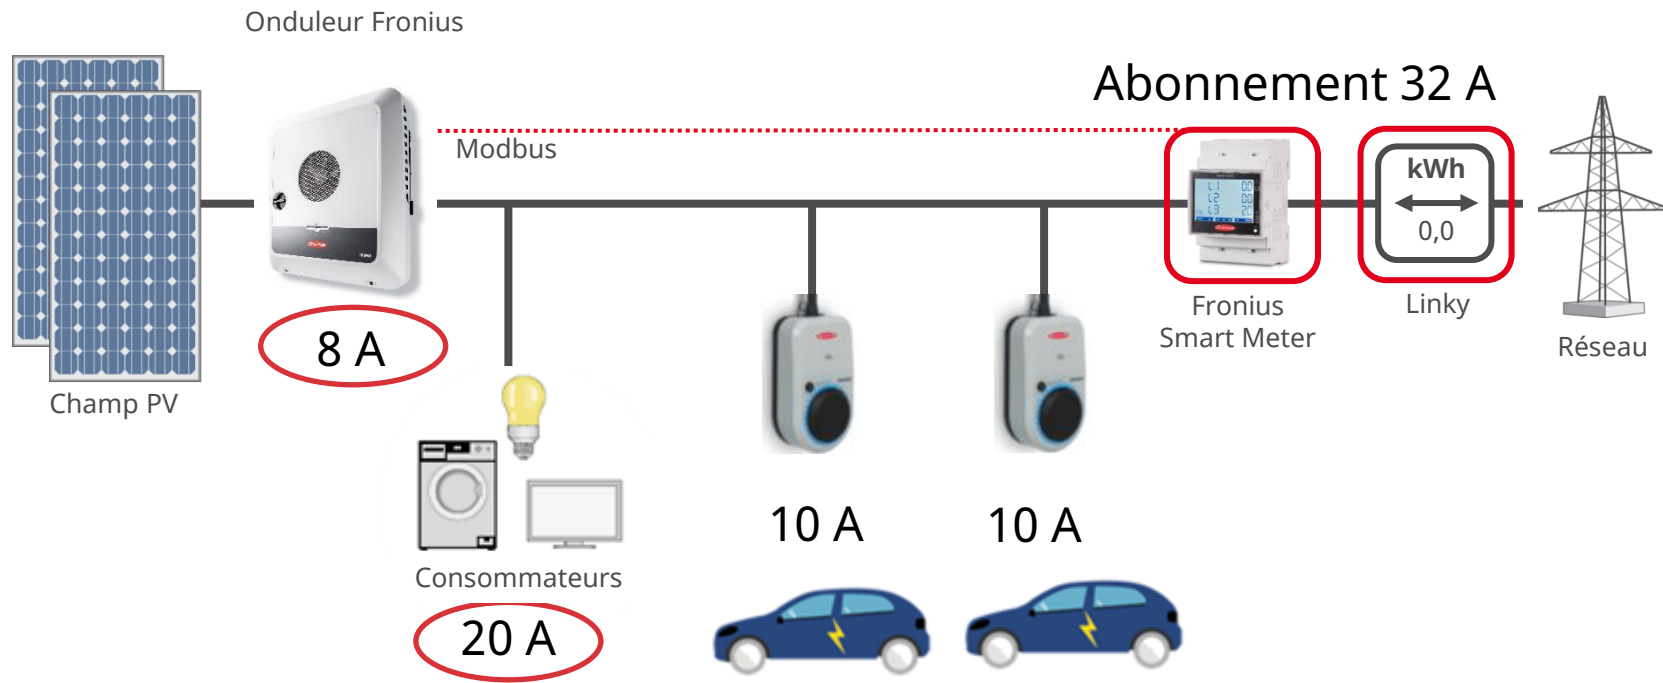 Onduleur Fronius
Abonnement 32 A
Modbus
kWh
0,0
8 A
Champ PV
Fronius
Smart Meter
Linky
Réseau
10 A
10 A
Consommateurs
20 A